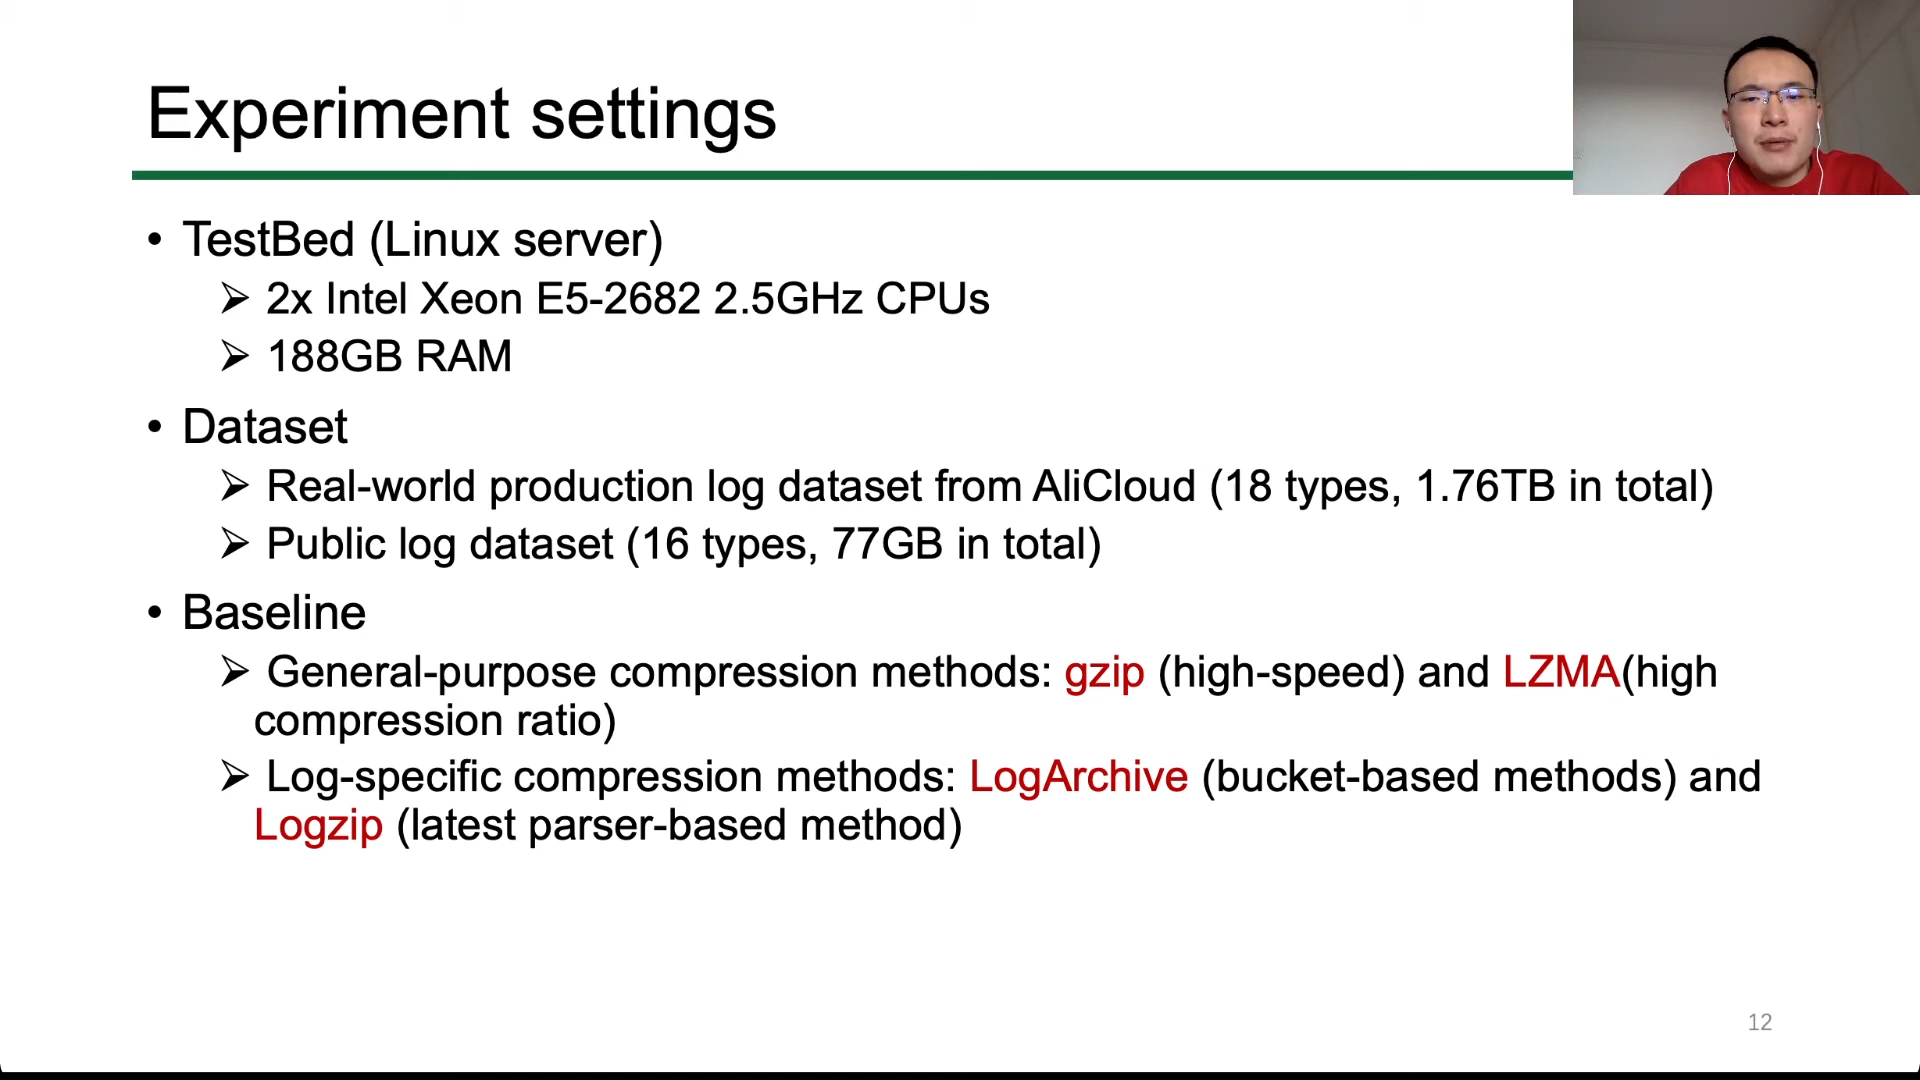 Experiment settings
• TestBed (Linux server)
➢ 2x Intel Xeon E5-2682 2.5GHz CPUs
➢ 188GB RAM
• Dataset
➢ Real-world production log dataset from AliCloud (18 types, 1.76TB in total)
➢ Public log dataset (16 types, 77GB in total)
• Baseline
➢ General-purpose compression methods: gzip (high-speed) and LZMA(high
compression ratio)
➢ Log-specific compression methods: LogArchive (bucket-based methods) and
Logzip (latest parser-based method)
12